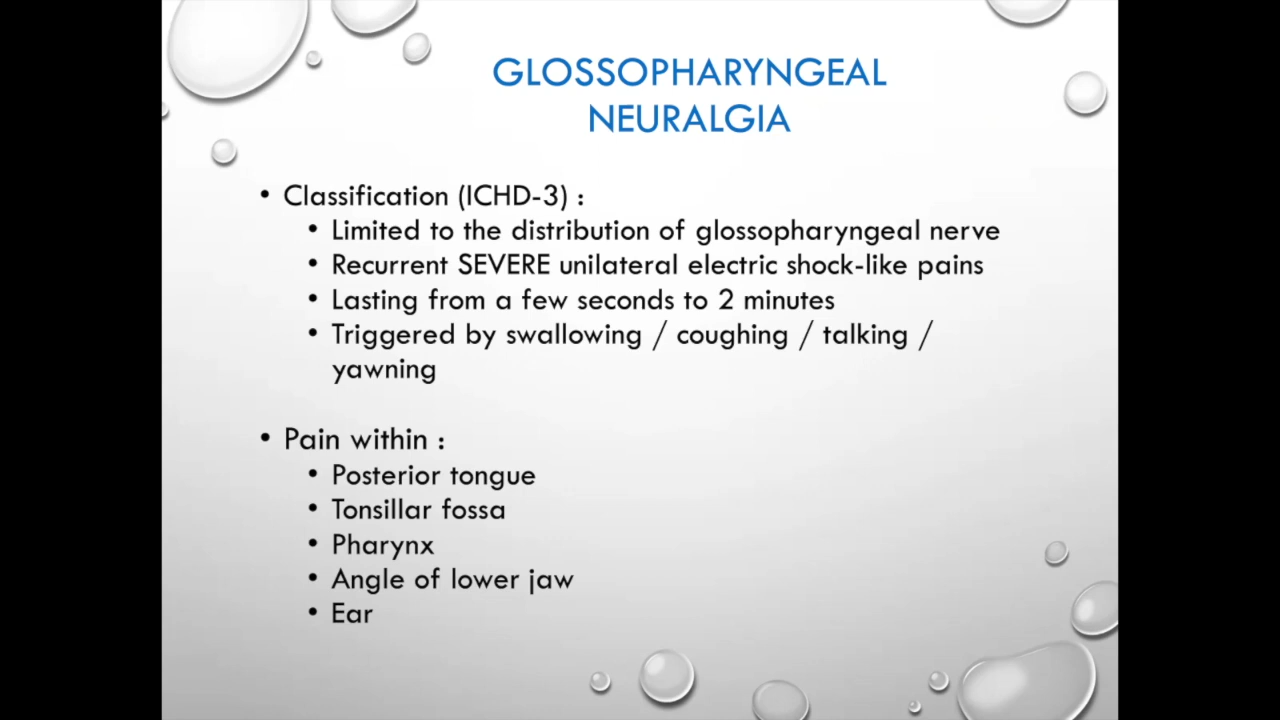 GLOSSOPHARYNGEAL
NEURALGIA
• Classification (ICHD-3) :
• Limited to the distribution of glossopharyngeal nerve
• Recurrent SEVERE unilateral electric shock-like pains
• Lasting from a few seconds to 2 minutes
• Triggered by swallowing / coughing / talking /
yawning
• Pain within :
• Posterior tongue
• Tonsillar fossa
• Pharynx
• Angle of lower jaw
• Ear